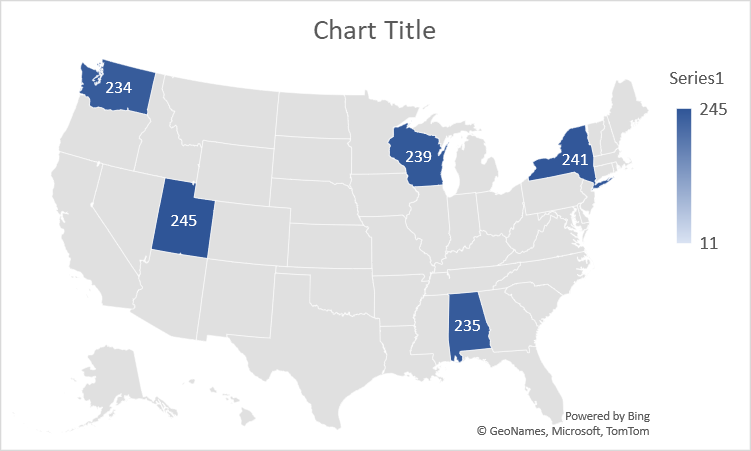 Chart Title
Series1
245
11
234
239
241
245
235
Powered by Bing
© GeoNames, Microsoft, TomTom